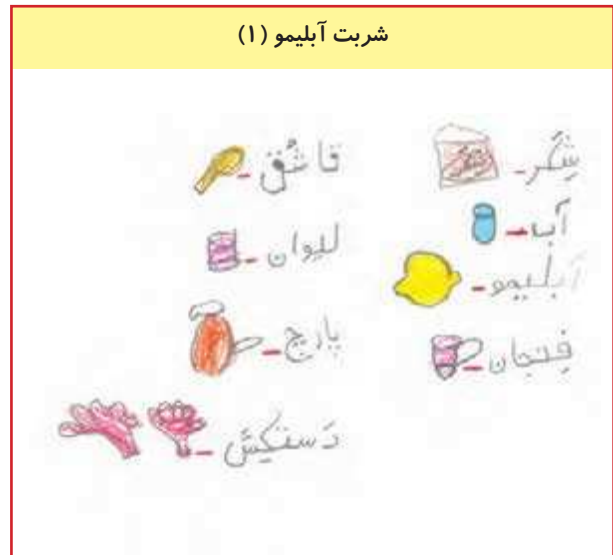 شربت آبلیمو (۱)
شِکَر -
آب -
آبلیمو -
فِنجان -
قاشُق -
لیوان -
پارچ -
دَستکِش -